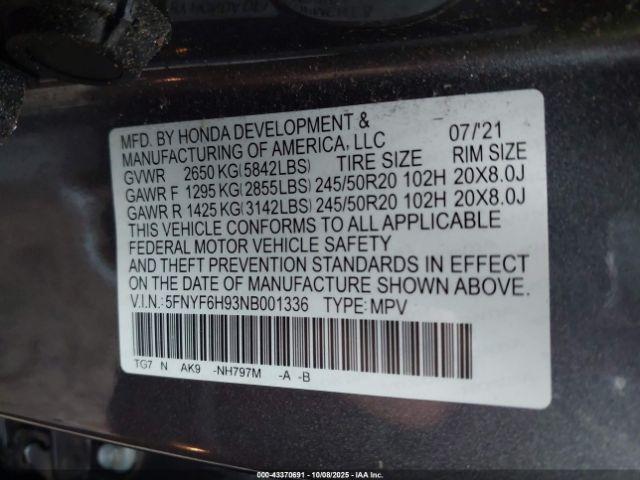 MFD. BY HONDA DEVELOPMENT & 07/'21
MANUFACTURING OF AMERICA, LLC
GVWR 2650 KG(5842LBS) TIRE SIZE RIM SIZE
GAWR F 1295 KG(2855LBS) 245/50R20 102H 20X8.0J
GAWR R 1425 KG(3142LBS) 245/50R20 102H 20X8.0J
THIS VEHICLE CONFORMS TO ALL APPLICABLE
FEDERAL MOTOR VEHICLE SAFETY
AND THEFT PREVENTION STANDARDS IN EFFECT
ON THE DATE OF MANUFACTURE SHOWN ABOVE.
V.I.N.:5FNYF6H93NB001336 TYPE:MPV
TG7 N AK9 -NH797M -A -B
000-43370691 | 10/08/2025 | IAA Inc.